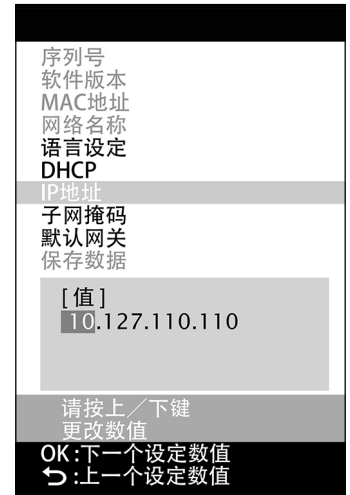 序列号
软件版本
MAC地址
网络名称
语言设定
DHCP
IP地址
子网掩码
默认网关
保存数据
[值]
10.127.110.110
请按上／下键
更改数值
OK:下一个设定数值
⮌:上一个设定数值